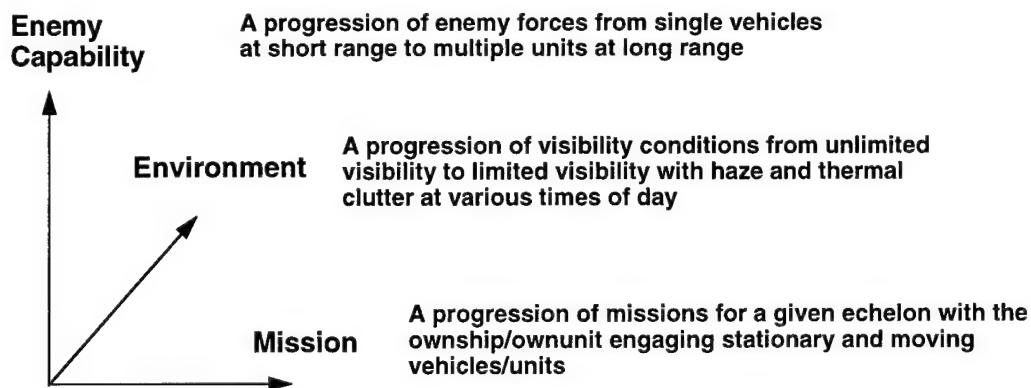 Enemy
Capability
A progression of enemy forces from single vehicles
at short range to multiple units at long range
Environment
A progression of visibility conditions from unlimited
visibility to limited visibility with haze and thermal
clutter at various times of day
Mission
A progression of missions for a given echelon with the
ownship/ownunit engaging stationary and moving
vehicles/units